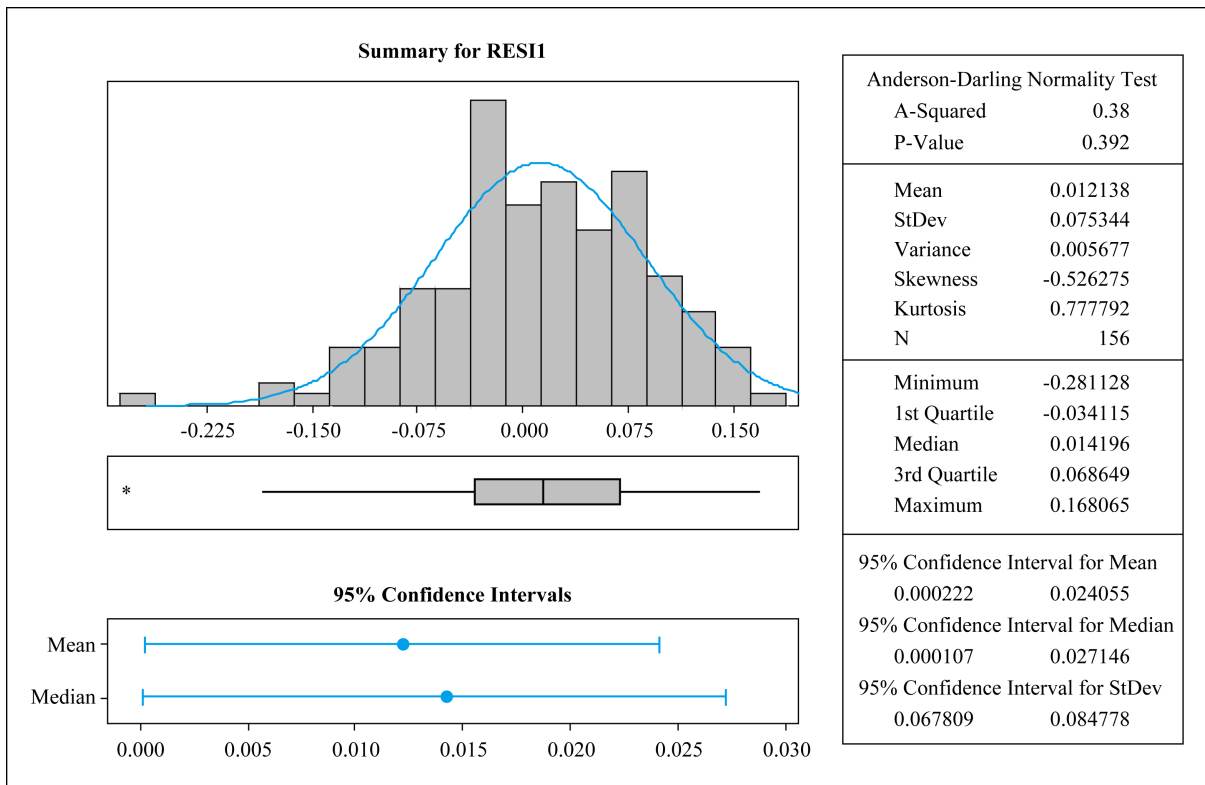 Summary for RESI1
-0.225 -0.150 -0.075 0.000 0.075 0.150
*
95% Confidence Intervals
Mean
Median
0.000 0.005 0.010 0.015 0.020 0.025 0.030
Anderson-Darling Normality Test
A-Squared 0.38
P-Value 0.392
Mean 0.012138
StDev 0.075344
Variance 0.005677
Skewness -0.526275
Kurtosis 0.777792
N 156
Minimum -0.281128
1st Quartile -0.034115
Median 0.014196
3rd Quartile 0.068649
Maximum 0.168065
95% Confidence Interval for Mean
0.000222 0.024055
95% Confidence Interval for Median
0.000107 0.027146
95% Confidence Interval for StDev
0.067809 0.084778